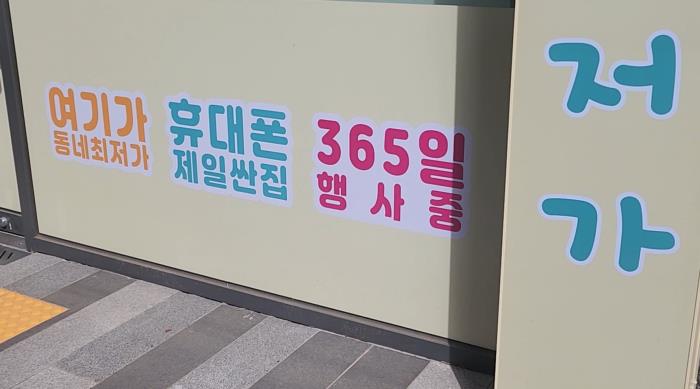 여기가
동네최저가
휴대폰
제일싼집
365일
행사중
저
가